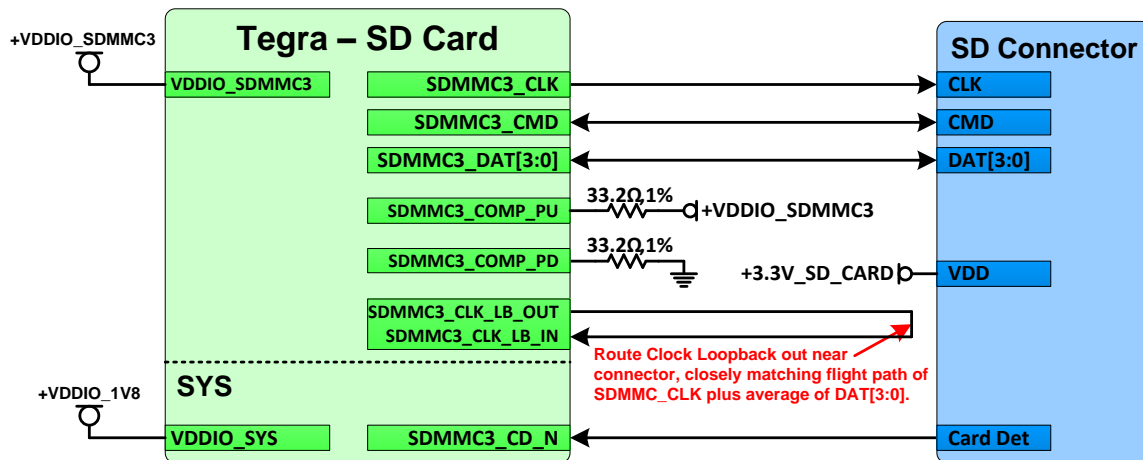 +VDDIO_SDMMC3
Tegra – SD Card
SD Connector
VDDIO_SDMMC3
SDMMC3_CLK
CLK
SDMMC3_CMD
CMD
SDMMC3_DAT[3:0]
DAT[3:0]
33.2Ω,1%
SDMMC3_COMP_PU
+VDDIO_SDMMC3
33.2Ω,1%
SDMMC3_COMP_PD
+3.3V_SD_CARD
VDD
SDMMC3_CLK_LB_OUT
SDMMC3_CLK_LB_IN
Route Clock Loopback out near
connector, closely matching flight path of
SDMMC_CLK plus average of DAT[3:0].
SYS
+VDDIO_1V8
VDDIO_SYS
SDMMC3_CD_N
Card Det